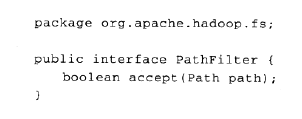 package org.apache.hadoop.fs;
public interface PathFilter {
boolean accept(Path path);
}